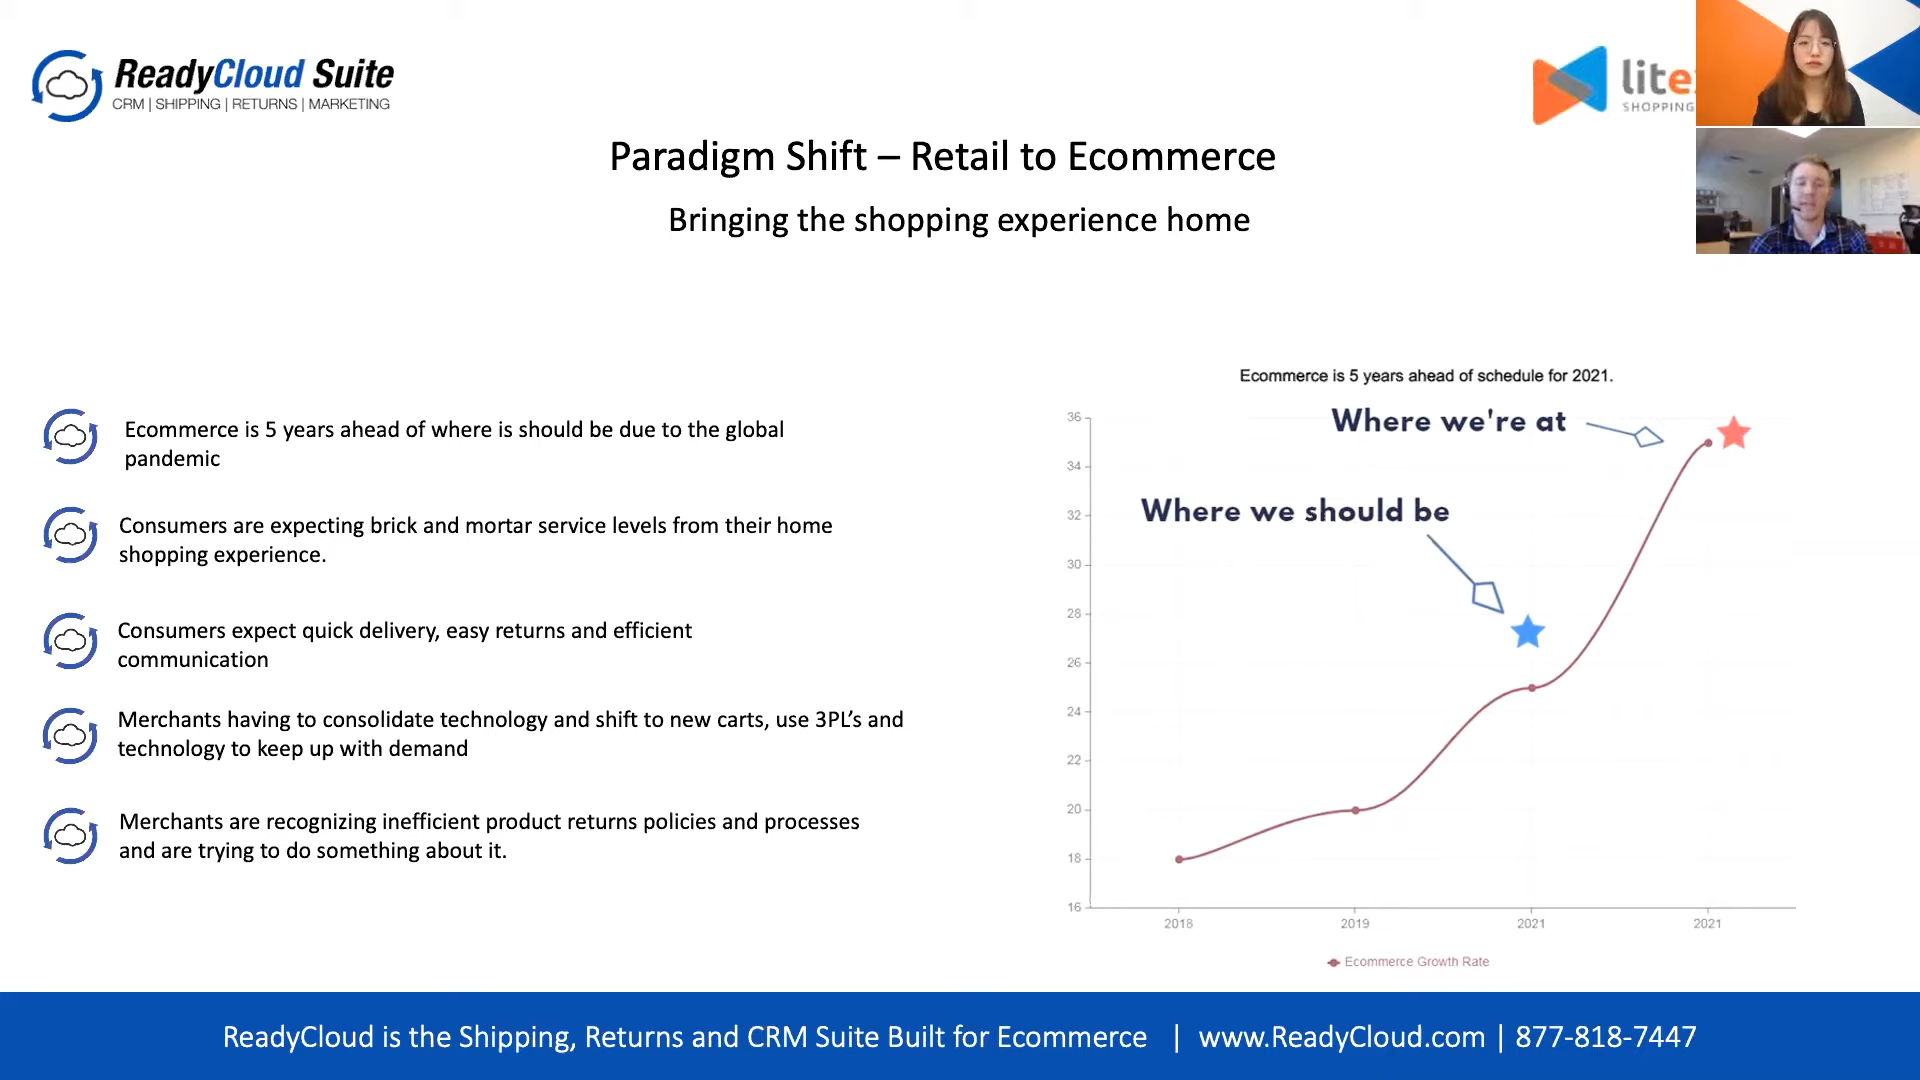 ReadyCloud Suite
CRM | SHIPPING | RETURNS | MARKETING
SHOPPING
Paradigm Shift – Retail to Ecommerce
Bringing the shopping experience home
Ecommerce is 5 years ahead of where is should be due to the global
pandemic
Consumers are expecting brick and mortar service levels from their home
shopping experience.
Consumers expect quick delivery, easy returns and efficient
communication
Merchants having to consolidate technology and shift to new carts, use 3PL’s and
technology to keep up with demand
Merchants are recognizing inefficient product returns policies and processes
and are trying to do something about it.
Ecommerce is 5 years ahead of schedule for 2021.
Where we're at
Where we should be
36
34
32
30
28
26
24
22
20
18
16
2018 2019 2021 2021
Ecommerce Growth Rate
ReadyCloud is the Shipping, Returns and CRM Suite Built for Ecommerce | www.ReadyCloud.com | 877-818-7447